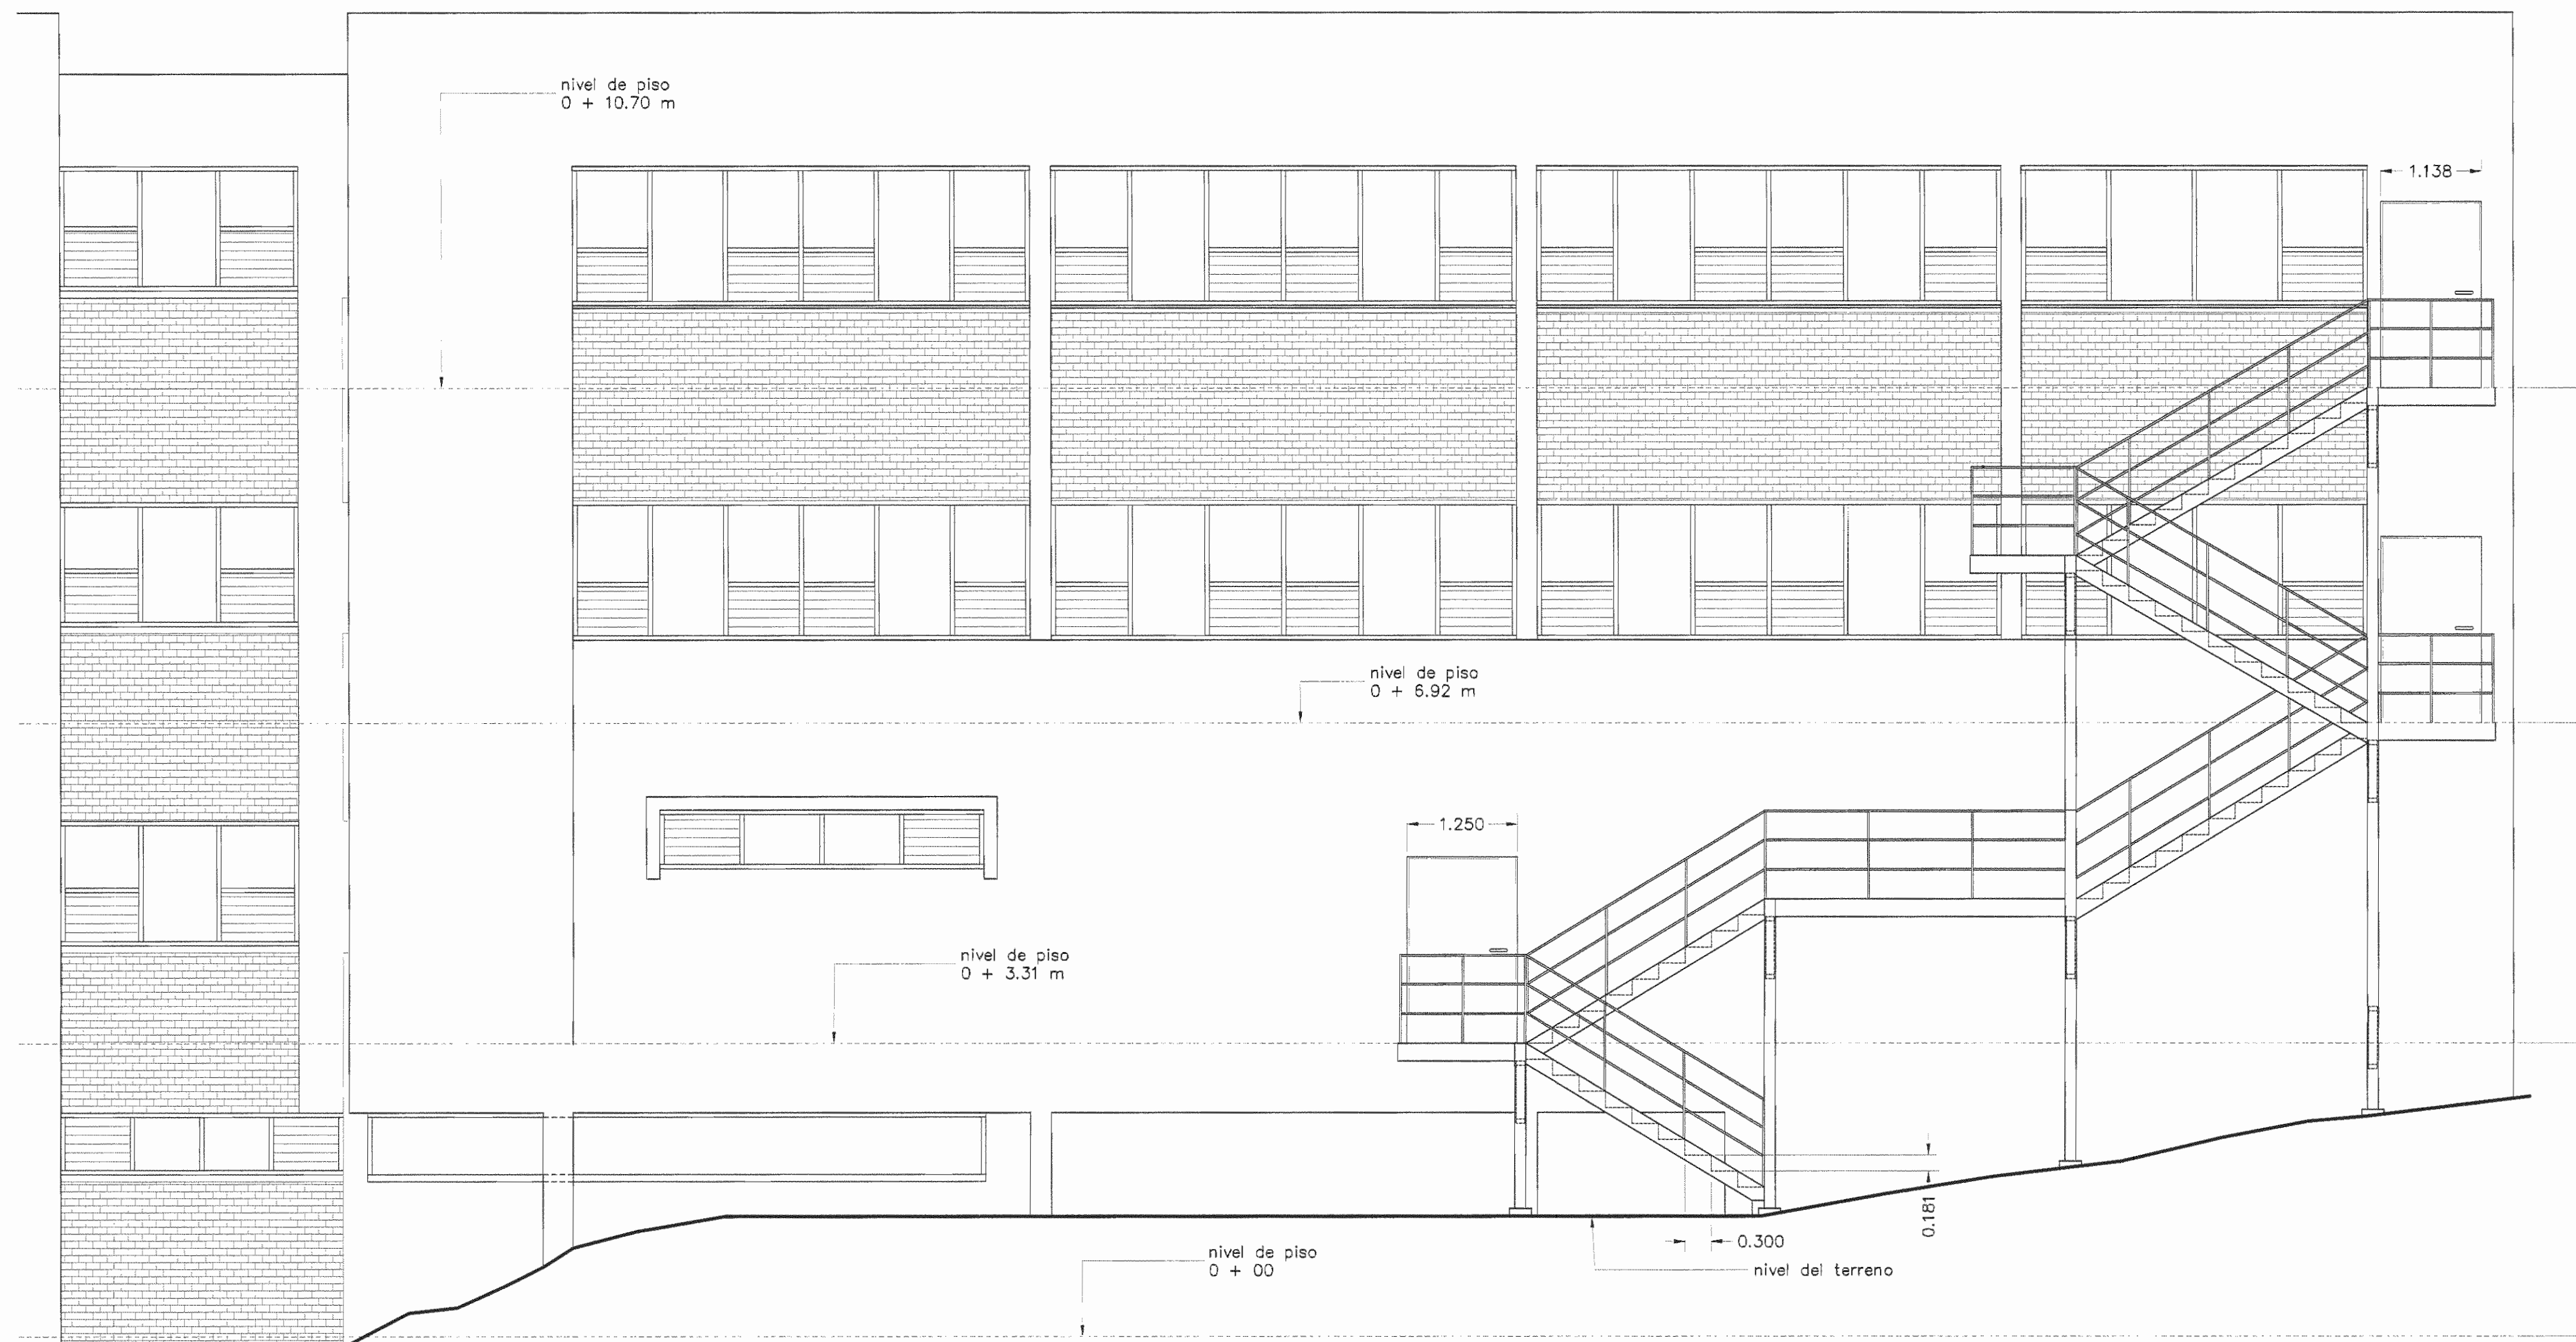 nivel de piso
0 + 10.70 m
1.138
nivel de piso
0 + 6.92 m
1.250
nivel de piso
0 + 3.31 m
0.181
0.300
nivel de piso
0 + 00
nivel del terreno